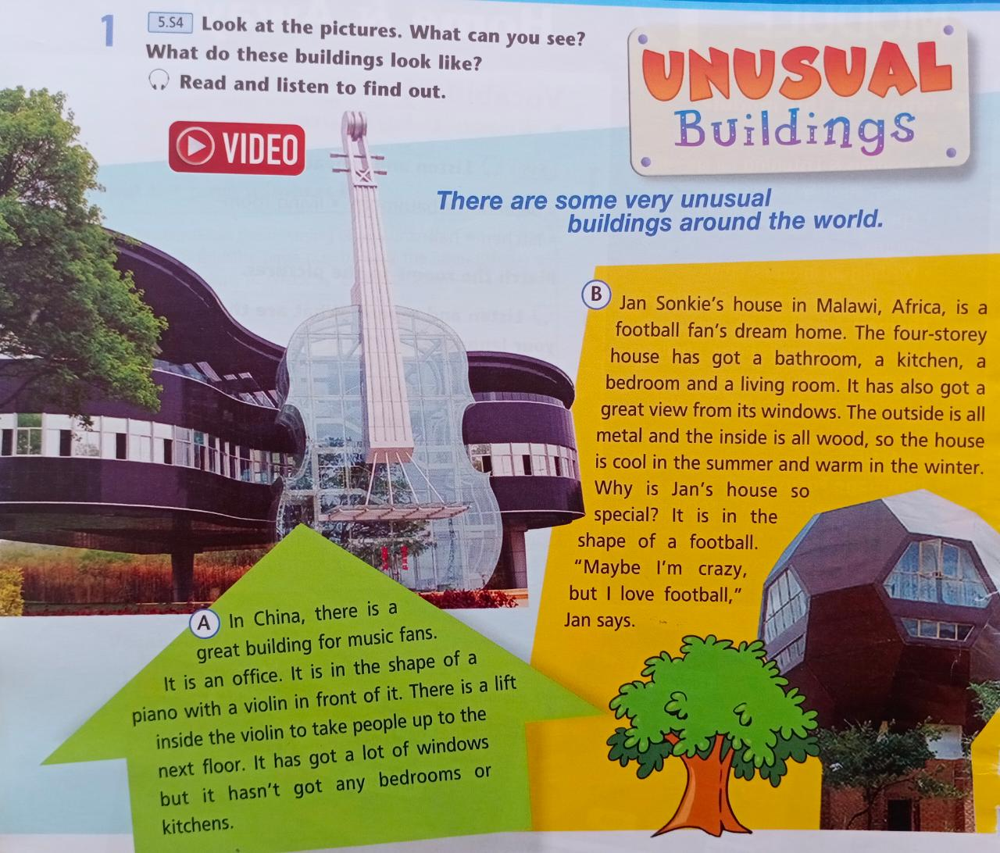 1
5.S4 Look at the pictures. What can you see?
What do these buildings look like?
Read and listen to find out.
VIDEO
UNUSUAL
Buildings
There are some very unusual
buildings around the world.
B Jan Sonkie's house in Malawi, Africa, is a
football fan's dream home. The four-storey
house has got a bathroom, a kitchen, a
bedroom and a living room. It has also got a
great view from its windows. The outside is all
metal and the inside is all wood, so the house
is cool in the summer and warm in the winter.
Why is Jan's house so
special? It is in the
shape of a football.
"Maybe I'm crazy,
but I love football,"
Jan says.
A In China, there is a
great building for music fans.
It is an office. It is in the shape of a
piano with a violin in front of it. There is a lift
inside the violin to take people up to the
next floor. It has got a lot of windows
but it hasn't got any bedrooms or
kitchens.